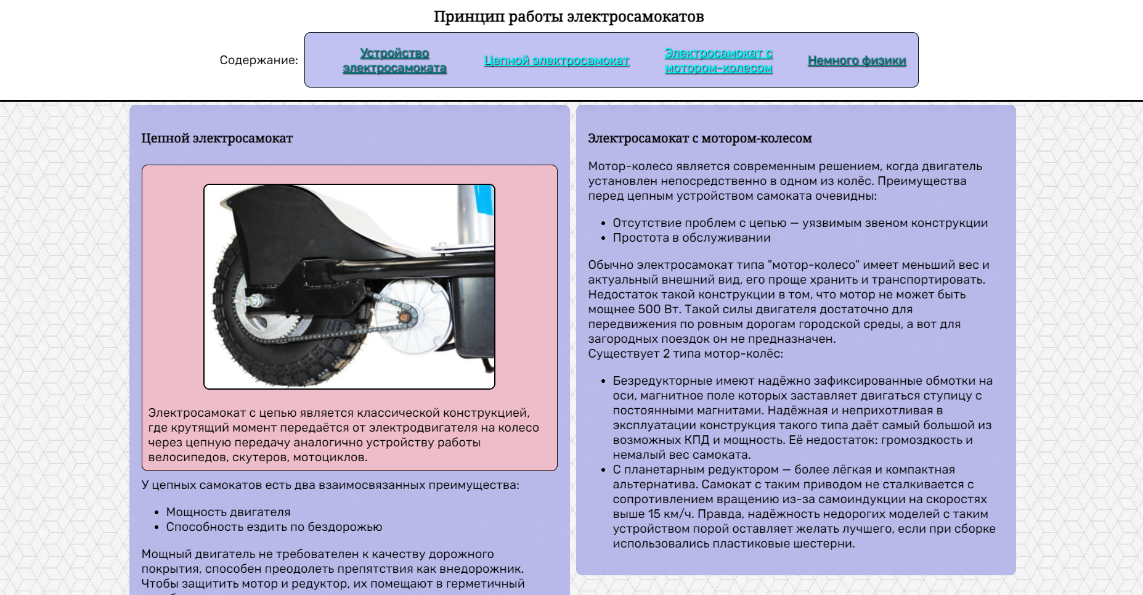 Принцип работы электросамокатов
Содержание:
Устройство
электросамоката
Цепной электросамокат
Электросамокат с
мотором-колесом
Немного физики
Цепной электросамокат
Электросамокат с цепью является классической конструкцией,
где крутящий момент передаётся от электродвигателя на колесо
через цепную передачу аналогично устройству работы
велосипедов, скутеров, мотоциклов.
У цепных самокатов есть два взаимосвязанных преимущества:
• Мощность двигателя
• Способность ездить по бездорожью
Мощный двигатель не требователен к качеству дорожного
покрытия, способен преодолеть препятствия как внедорожник.
Чтобы защитить мотор и редуктор, их помещают в герметичный
Электросамокат с мотором-колесом
Мотор-колесо является современным решением, когда двигатель
установлен непосредственно в одном из колёс. Преимущества
перед цепным устройством самоката очевидны:
• Отсутствие проблем с цепью — уязвимым звеном конструкции
• Простота в обслуживании
Обычно электросамокат типа "мотор-колесо" имеет меньший вес и
актуальный внешний вид, его проще хранить и транспортировать.
Недостаток такой конструкции в том, что мотор не может быть
мощнее 500 Вт. Такой силы двигателя достаточно для
передвижения по ровным дорогам городской среды, а вот для
загородных поездок он не предназначен.
Существует 2 типа мотор-колёс:
• Безредукторные имеют надёжно зафиксированные обмотки на
оси, магнитное поле которых заставляет двигаться ступицу с
постоянными магнитами. Надёжная и неприхотливая в
эксплуатации конструкция такого типа даёт самый большой из
возможных КПД и мощность. Её недостаток: громоздкость и
немалый вес самоката.
• С планетарным редуктором — более лёгкая и компактная
альтернатива. Самокат с таким приводом не сталкивается с
сопротивлением вращению из-за самоиндукции на скоростях
выше 15 км/ч. Правда, надёжность недорогих моделей с таким
устройством порой оставляет желать лучшего, если при сборке
использовались пластиковые шестерни.